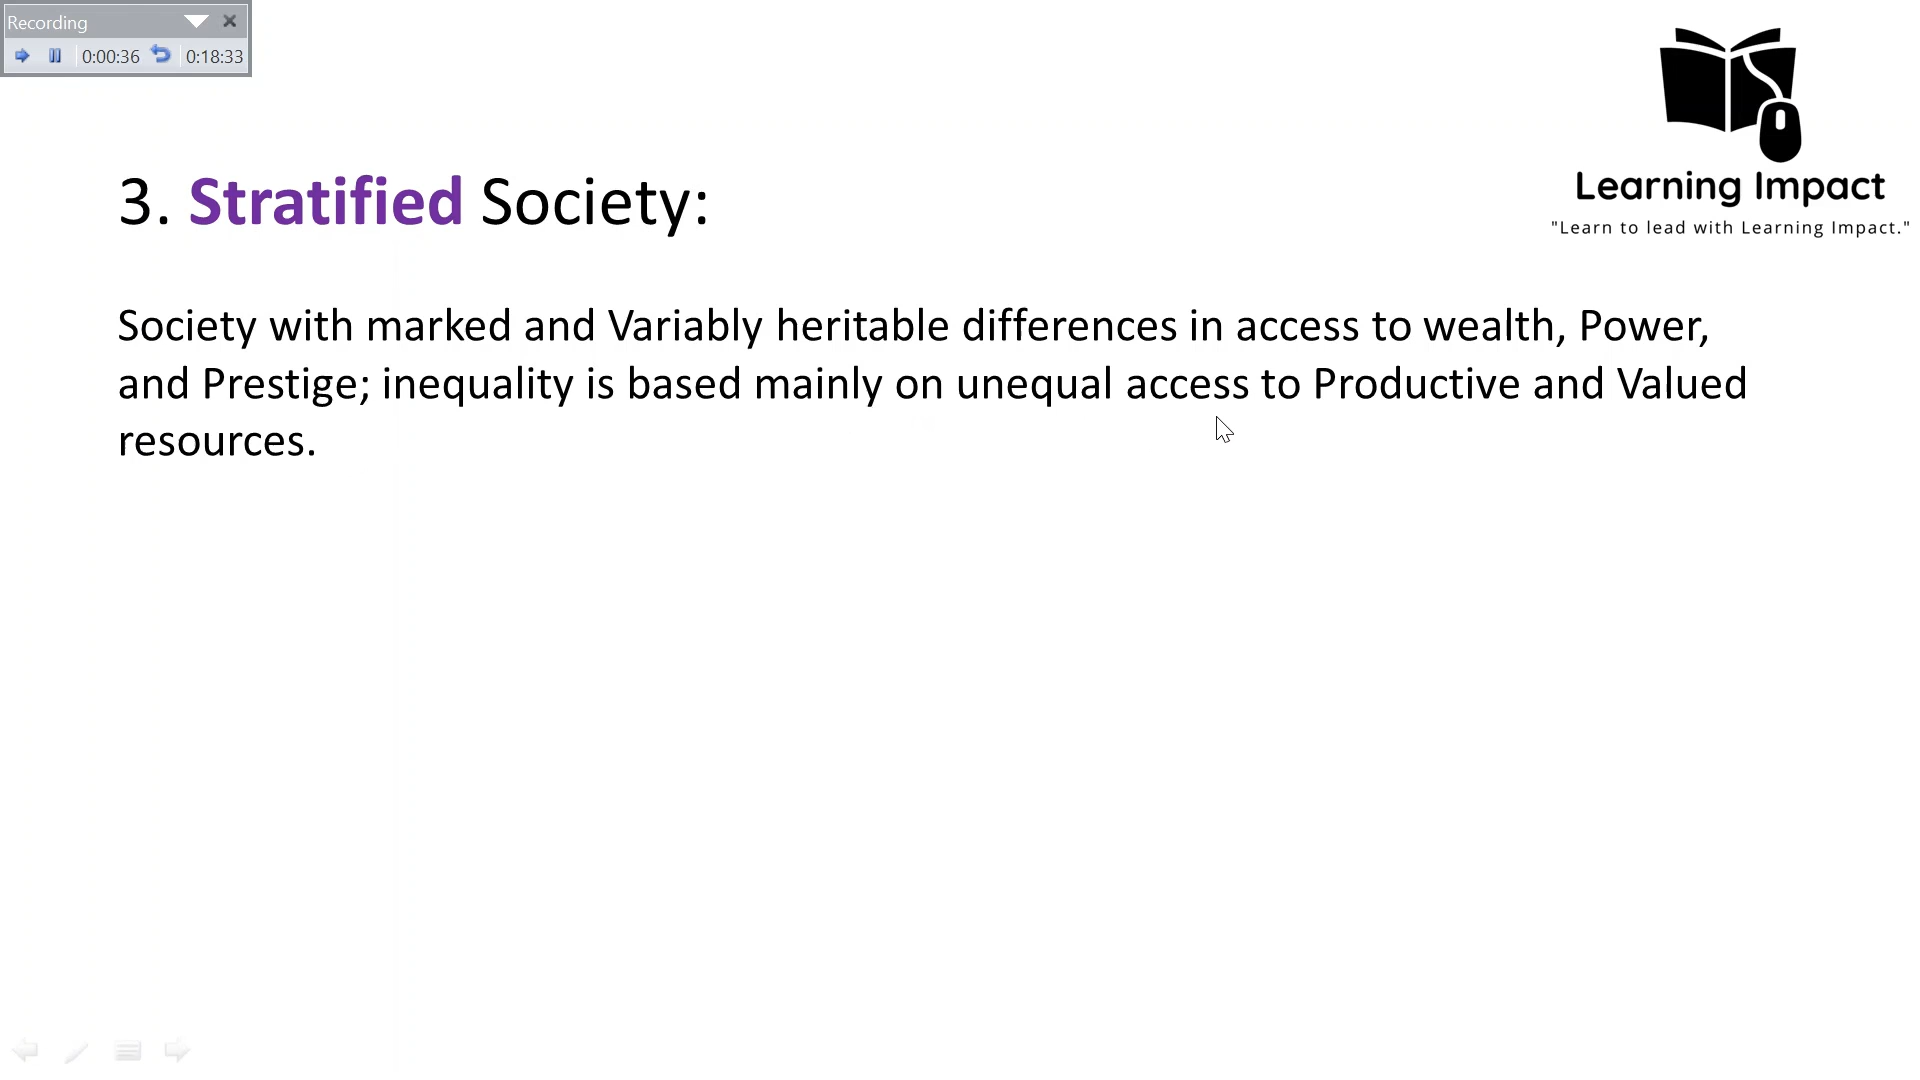 Recording
0:00:36 0:18:33
Learning Impact
"Learn to lead with Learning Impact."
3. Stratified Society:
Society with marked and Variably heritable differences in access to wealth, Power,
and Prestige; inequality is based mainly on unequal access to Productive and Valued
resources.